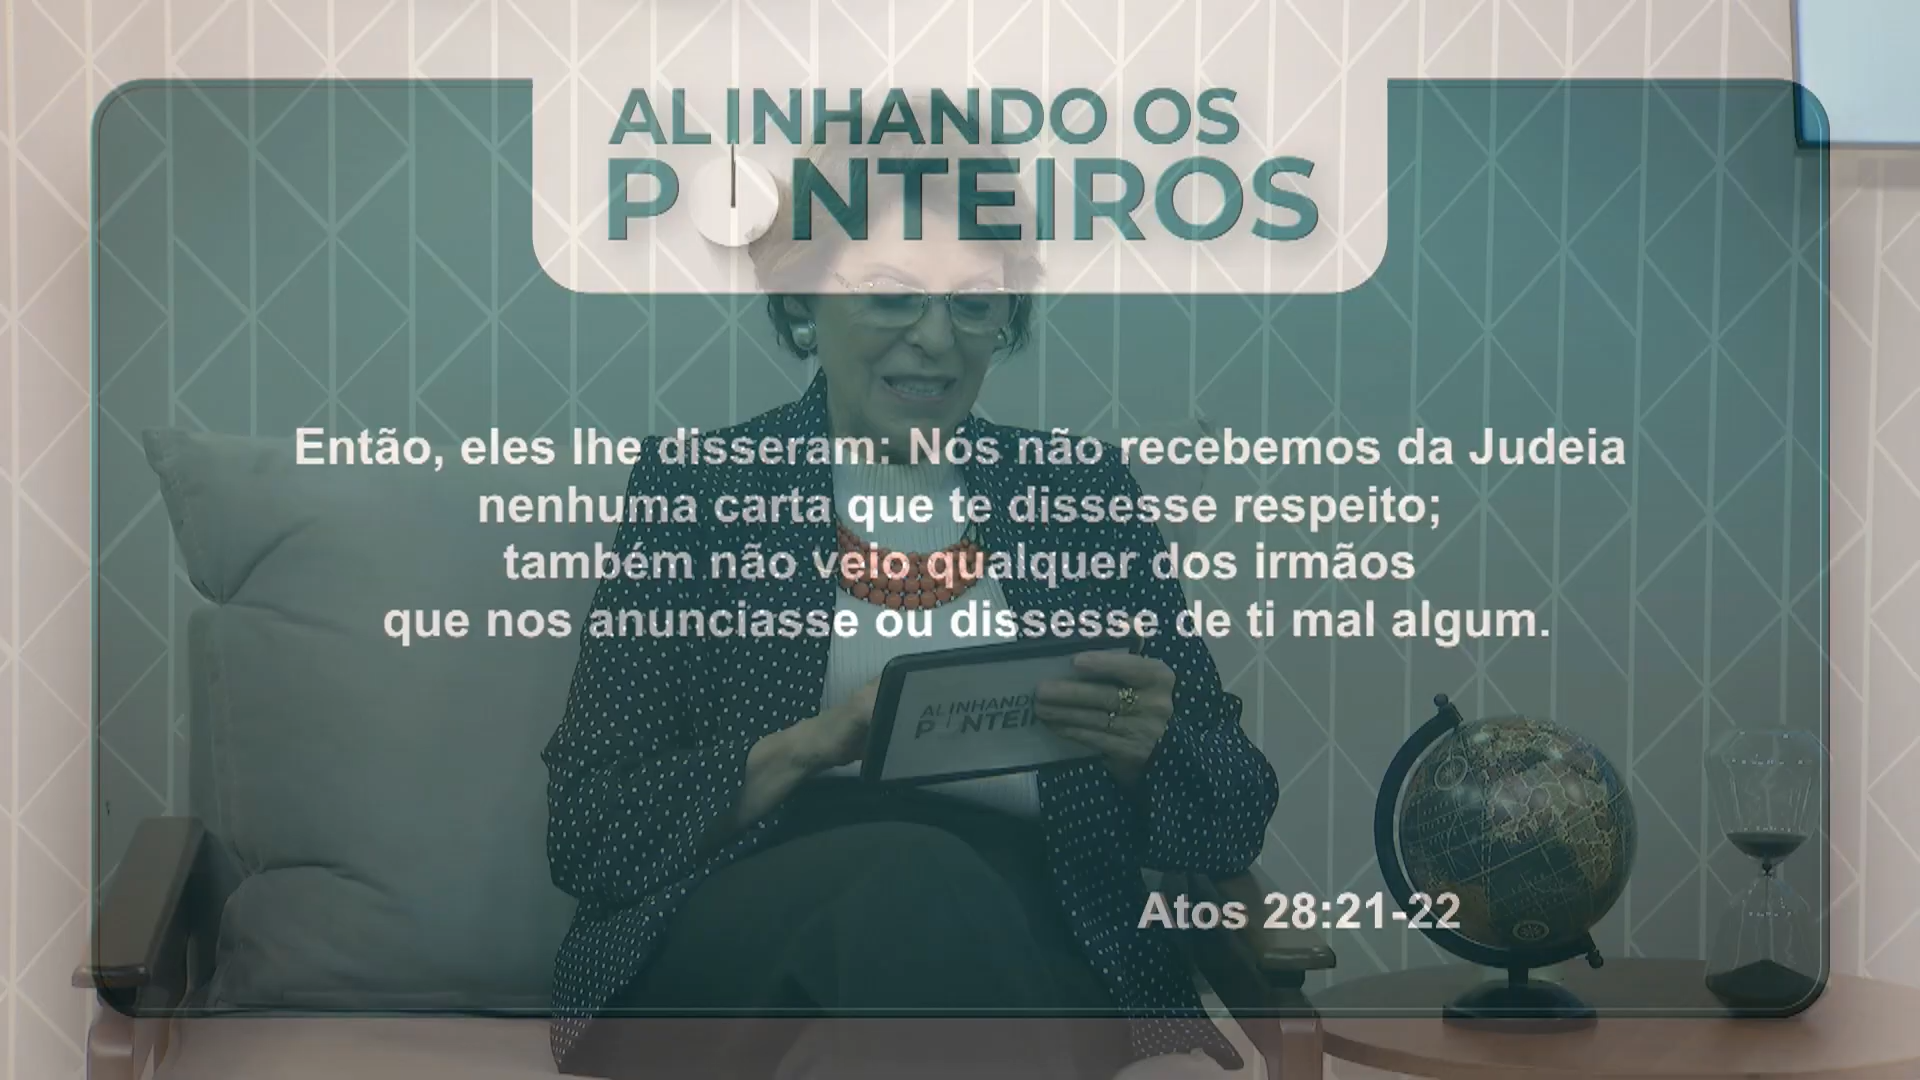 ALINHANDO OS
PONTEIROS
Então, eles lhe disseram: Nós não recebemos da Judeia
nenhuma carta que te dissesse respeito;
também não veio qualquer dos irmãos
que nos anunciasse ou dissesse de ti mal algum.
ALINHANDO
PONTEI
Atos 28:21-22